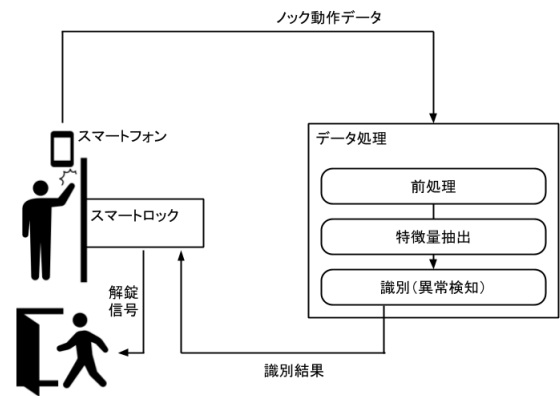 ノック動作データ
スマートフォン
データ処理
前処理
スマートロック
特徴量抽出
識別（異常検知）
解錠
信号
識別結果